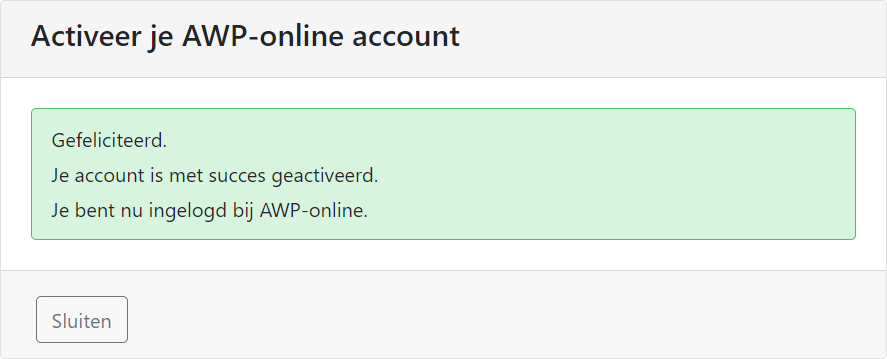 Activeer je AWP-online account
Gefeliciteerd.
Je account is met succes geactiveerd.
Je bent nu ingelogd bij AWP-online.
Sluiten